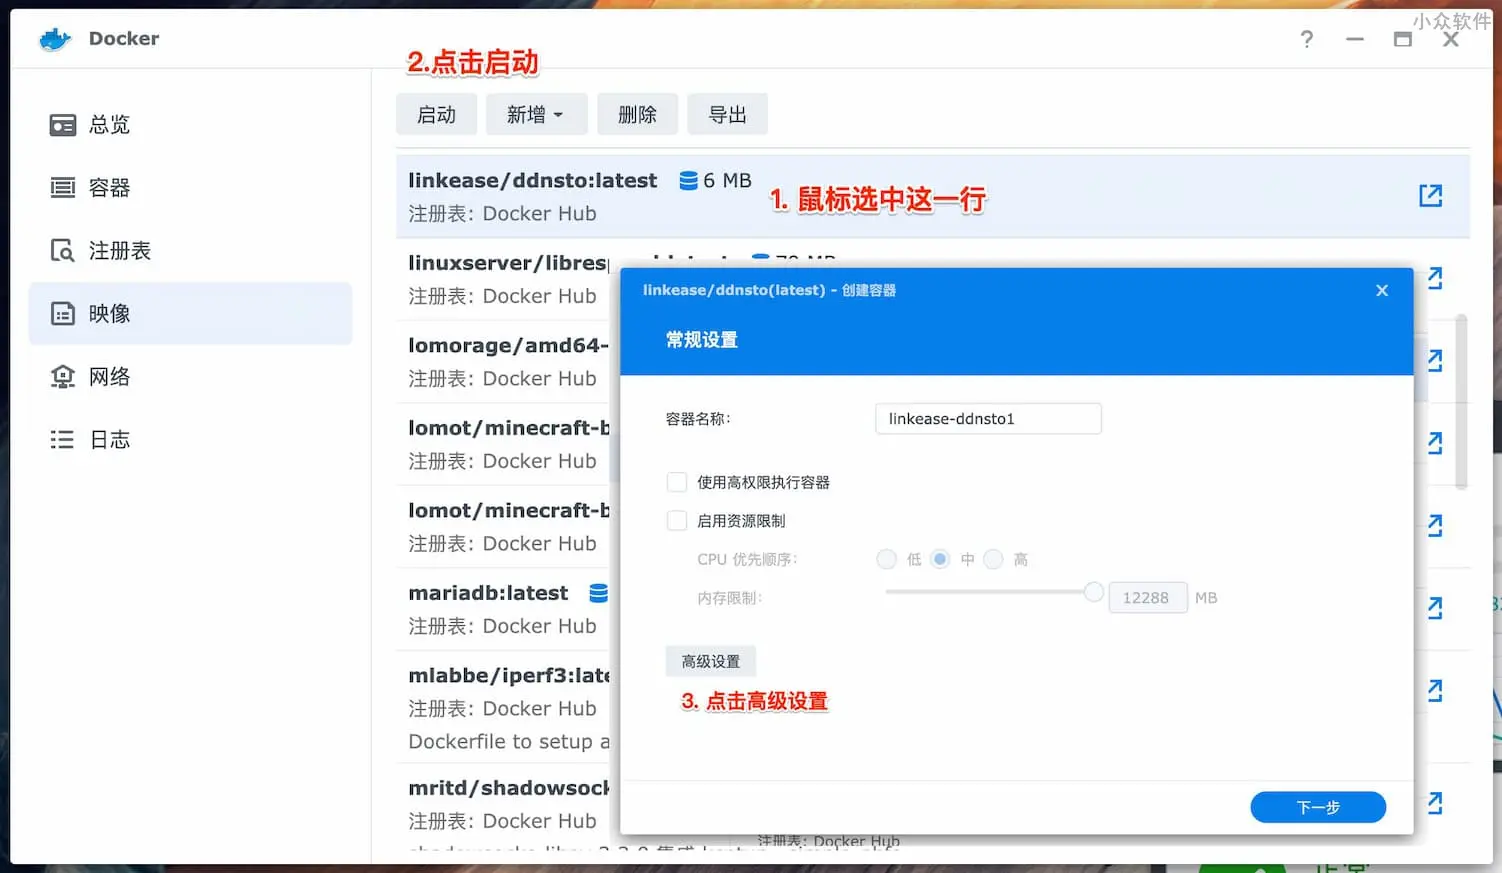 小众软件
Docker
2.点击启动
启动
新增
删除
导出
总览
容器
注册表
映像
网络
日志
linkease/ddnsto:latest 6 MB
注册表: Docker Hub
1. 鼠标选中这一行
linuxserver/libres
注册表: Docker Hub
lomorage/amd64-
注册表: Docker Hub
lomot/minecraft-b
注册表: Docker Hub
lomot/minecraft-b
注册表: Docker Hub
mariadb:latest
注册表: Docker Hub
mlabbe/iperf3:late
注册表: Docker Hub
Dockerfile to setup a
mritd/shadowsock
注册表: Docker Hub
注册表: Docker Hub
linkease/ddnsto(latest) - 创建容器
常规设置
容器名称: linkease-ddnsto1
使用高权限执行容器
启用资源限制
CPU 优先顺序: 低 中 高
内存限制: 12288 MB
高级设置
3. 点击高级设置
下一步